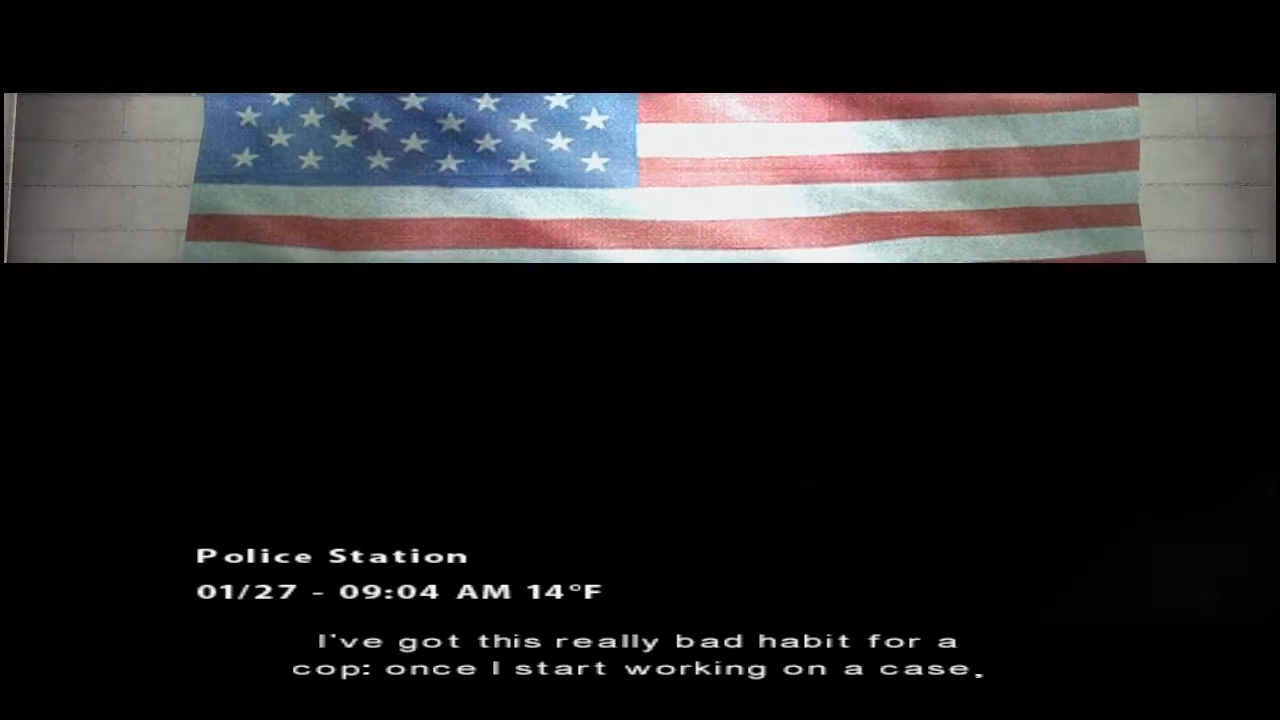 Police Station
01/27 - 09:04 AM 14°F
I've got this really bad habit for a
cop: once I start working on a case,